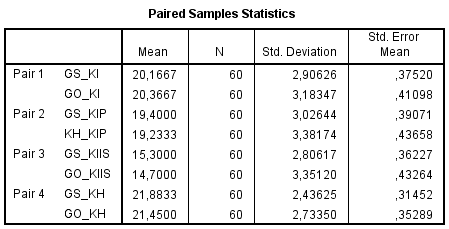 Paired Samples Statistics
Mean N Std. Deviation Std. Error Mean
Pair 1 GS_KI 20,1667 60 2,90626 ,37520
GO_KI 20,3667 60 3,18347 ,41098
Pair 2 GS_KIP 19,4000 60 3,02644 ,39071
KH_KIP 19,2333 60 3,38174 ,43658
Pair 3 GS_KIIS 15,3000 60 2,80617 ,36227
GO_KIIS 14,7000 60 3,35120 ,43264
Pair 4 GS_KH 21,8833 60 2,43625 ,31452
GO_KH 21,4500 60 2,73350 ,35289